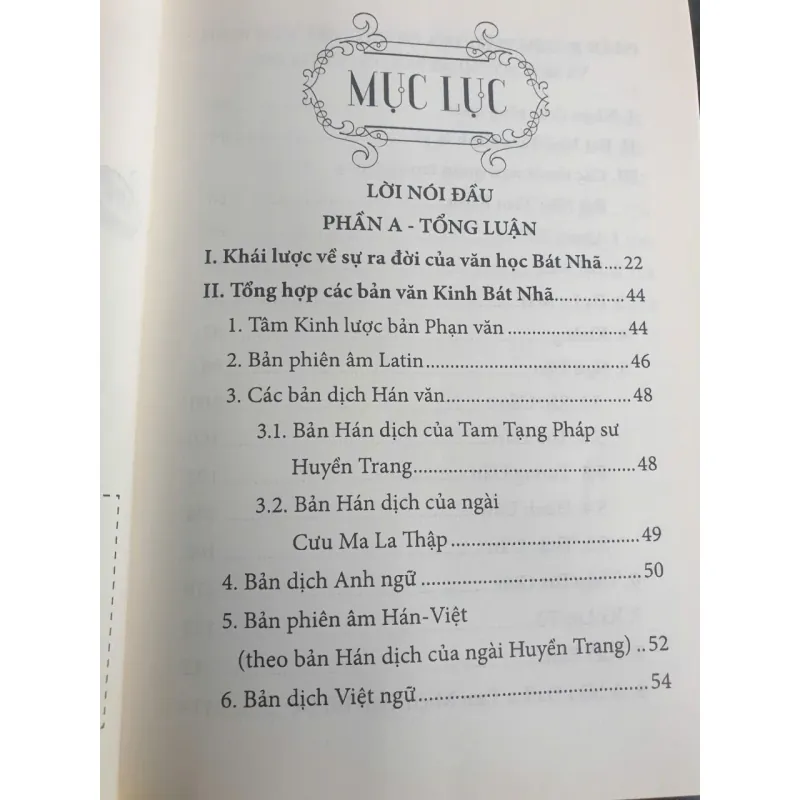 MỤC LỤC
LỜI NÓI ĐẦU
PHẦN A - TỔNG LUẬN
I. Khái lược về sự ra đời của văn học Bát Nhã....22
II. Tổng hợp các bản văn Kinh Bát Nhã..............44
1. Tâm Kinh lược bản Phạn văn ......................44
2. Bản phiên âm Latin...................................46
3. Các bản dịch Hán văn................................48
3.1. Bản Hán dịch của Tam Tạng Pháp sư
Huyền Trang.......................................48
3.2. Bản Hán dịch của ngài
Cưu Ma La Thập.................................49
4. Bản dịch Anh ngữ.....................................50
5. Bản phiên âm Hán-Việt
(theo bản Hán dịch của ngài Huyền Trang) ..52
6. Bản dịch Việt ngữ.....................................54